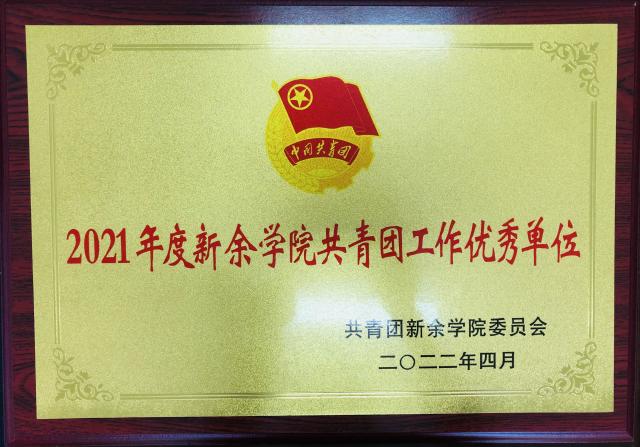 中国共青团
2021年度新余学院共青团工作优秀单位
共青团新余学院委员会
二〇二二年四月